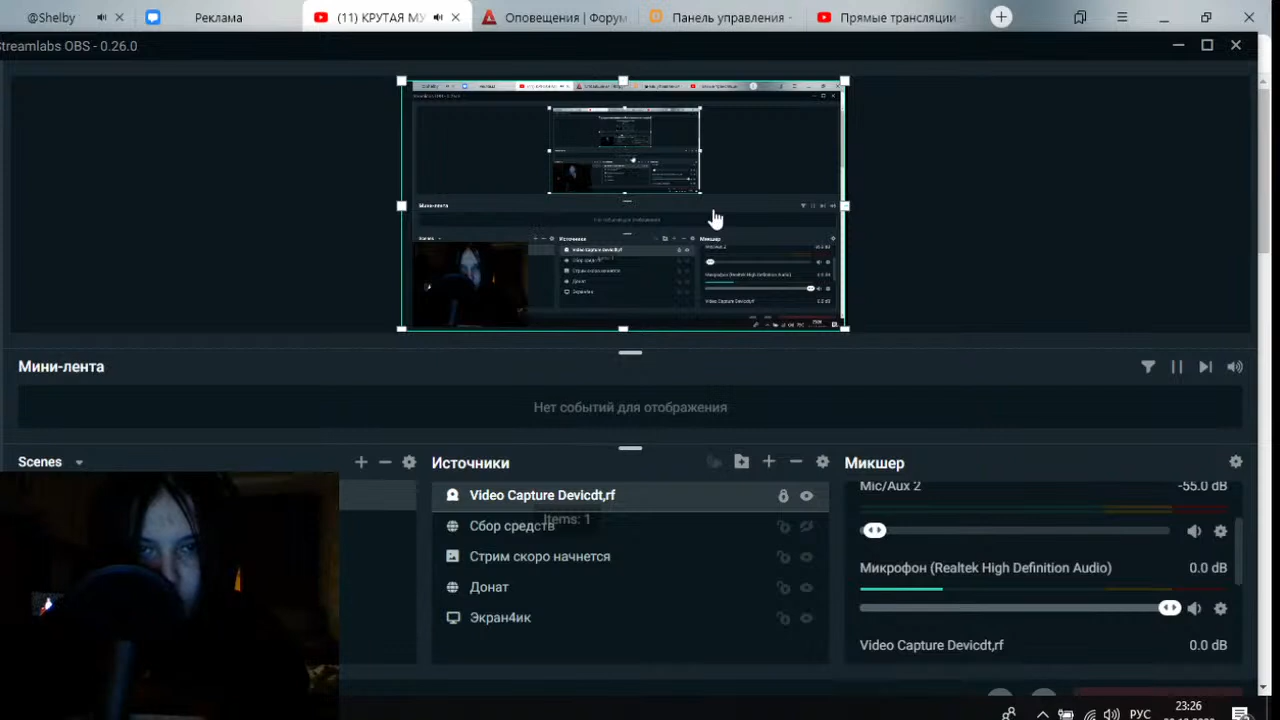 @Shelby
Реклама
(11) КРУТАЯ МУ
Оповещения | Форум
Панель управления -
Прямые трансляции
Streamlabs OBS - 0.26.0
Мини-лента
Нет событий для отображения
Scenes
Источники
Микшер
Video Capture Devicdt,rf
Items: 1
Сбор средств
Стрим скоро начнется
Донат
Экран4ик
Mic/Aux 2
-55.0 dB
Микрофон (Realtek High Definition Audio)
0.0 dB
Video Capture Devicdt,rf
0.0 dB
РУС
23:26